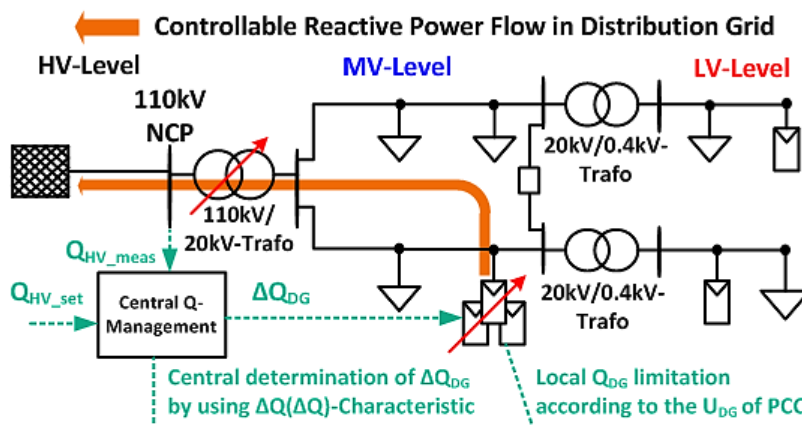 Controllable Reactive Power Flow in Distribution Grid
HV-Level
MV-Level
LV-Level
110kV
NCP
20kV/0.4kV-
Trafo
110kV/
20kV-Trafo
20kV/0.4kV-
Trafo
QHV_meas
QHV_set
Central Q-
Management
ΔQDG
Central determination of ΔQDG
by using ΔQ(ΔQ)-Characteristic
Local QDG limitation
according to the UDG of PCC